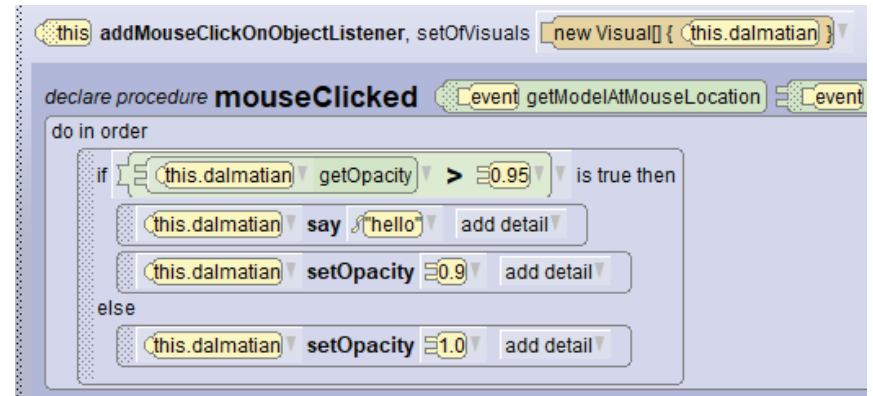 this addMouseClickOnObjectListener, setOfVisuals new Visual[] { this.dalmatian }
declare procedure mouseClicked event getModelAtMouseLocation event
do in order
if this.dalmatian getOpacity > 0.95 is true then
this.dalmatian say "hello" add detail
this.dalmatian setOpacity 0.9 add detail
else
this.dalmatian setOpacity 1.0 add detail